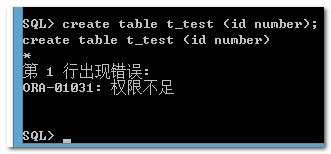 SQL> create table t_test (id number);
create table t_test (id number)
*
第 1 行出现错误:
ORA-01031: 权限不足
SQL>